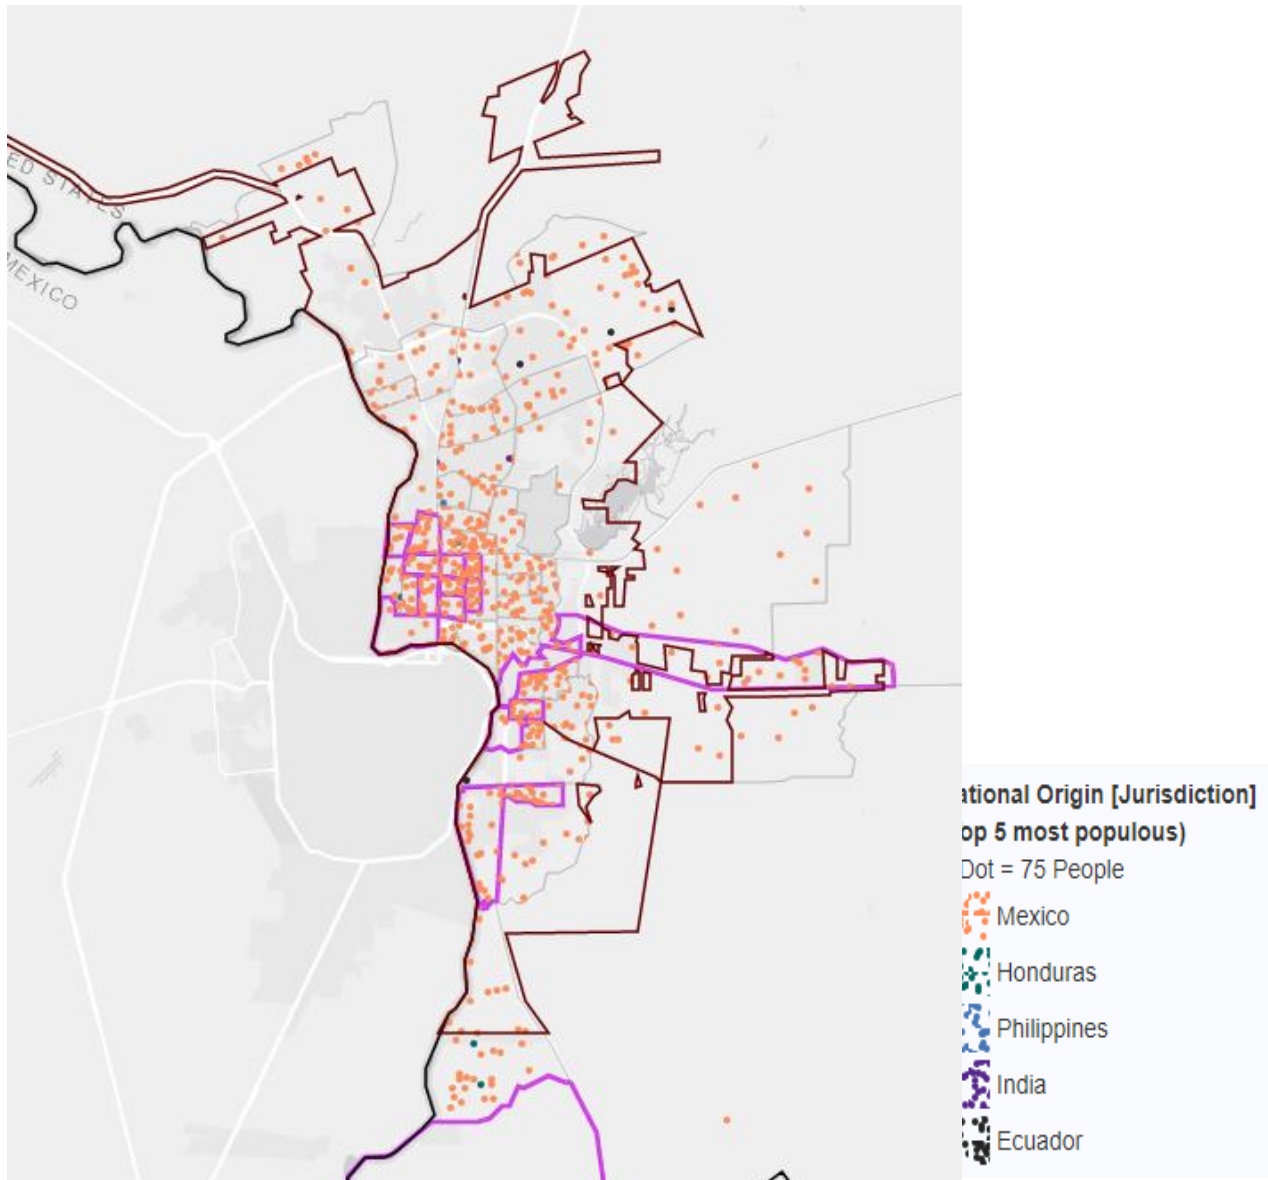 ED STATES
MEXICO
ational Origin [Jurisdiction]
op 5 most populous)
Dot = 75 People
Mexico
Honduras
Philippines
India
Ecuador